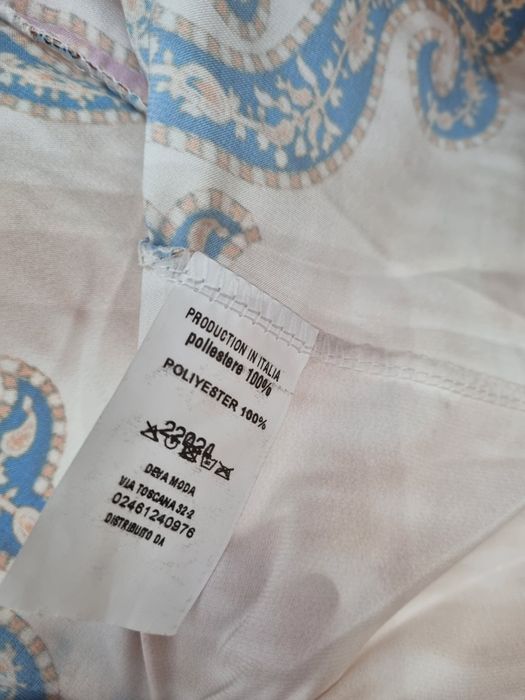 PRODUCTION IN ITALIA
poliestere 100%
POLIYESTER 100%
22024
DEVA MODA
VIA TOSCANA 32-2
02461240976
DISTRIBUITO DA